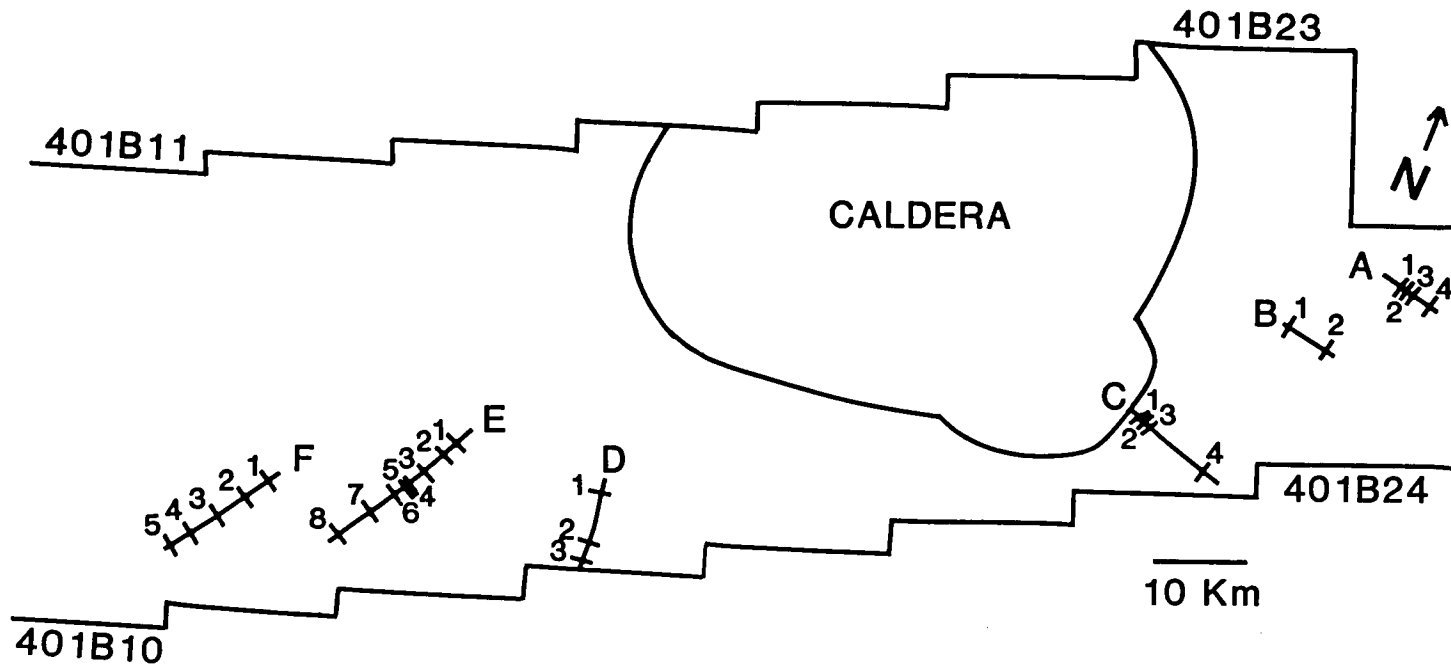 401B23
401B11
N
CALDERA
A 1 2 3 4
B 1 2
C 1 2 3 4
D 1 2 3
E 1 2 3 4 5 6 7 8
F 1 2 3 4 5
401B24
10 Km
401B10